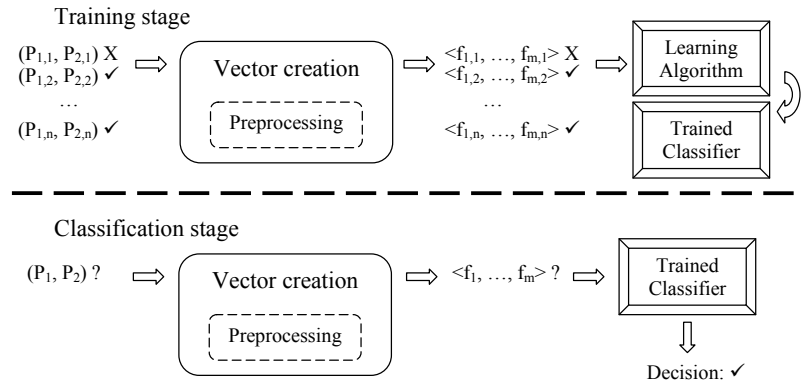 Training stage
(P1,1, P2,1) X
(P1,2, P2,2) ✓
…
(P1,n, P2,n) ✓
Vector creation
Preprocessing
<f1,1, …, fm,1> X
<f1,2, …, fm,2> ✓
…
<f1,n, …, fm,n> ✓
Learning
Algorithm
Trained
Classifier
Classification stage
(P1, P2) ?
Vector creation
Preprocessing
<f1, …, fm> ?
Trained
Classifier
Decision: ✓